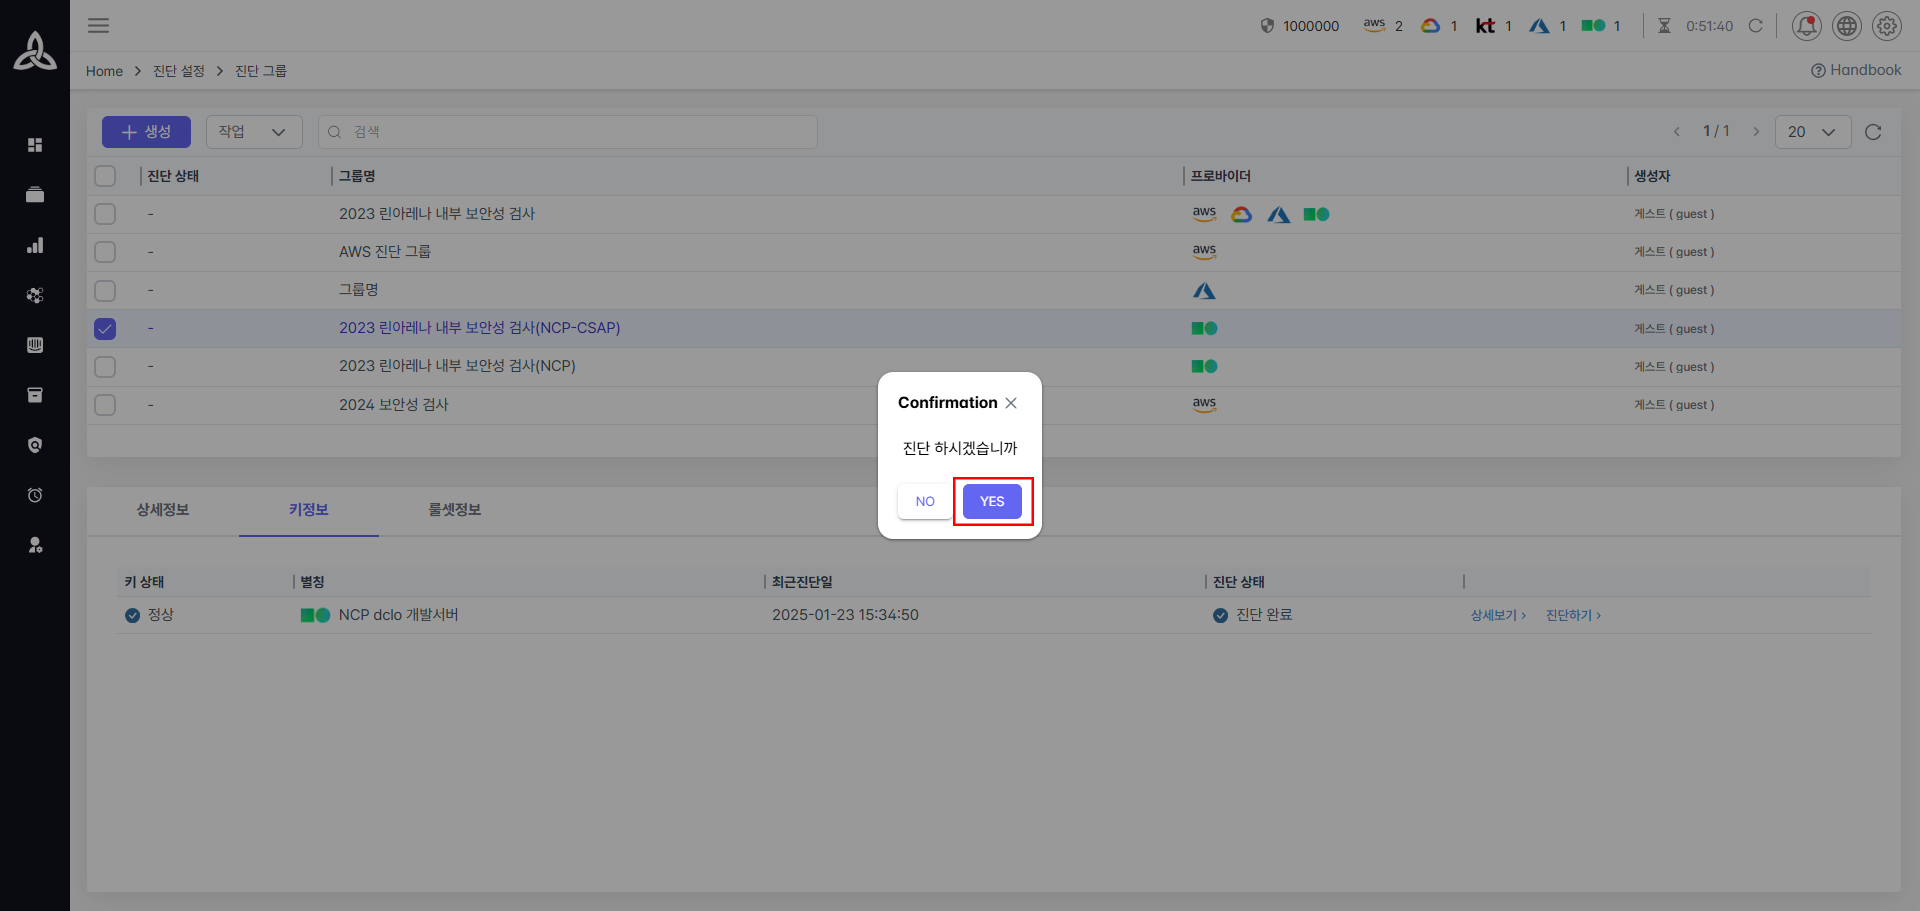 1000000 aws 2 1 kt 1 1 1 0:51:40
Home > 진단 설정 > 진단 그룹 Handbook
생성 작업 검색 1 / 1 20
진단 상태 그룹명 프로바이더 생성자
- 2023 린아레나 내부 보안성 검사 aws 게스트 ( guest )
- AWS 진단 그룹 aws 게스트 ( guest )
- 그룹명 게스트 ( guest )
- 2023 린아레나 내부 보안성 검사(NCP-CSAP) 게스트 ( guest )
- 2023 린아레나 내부 보안성 검사(NCP) 게스트 ( guest )
- 2024 보안성 검사 aws 게스트 ( guest )
Confirmation
진단 하시겠습니까
NO YES
상세정보 키정보 룰셋정보
키 상태 별칭 최근진단일 진단 상태
정상 NCP dclo 개발서버 2025-01-23 15:34:50 진단 완료 상세보기 > 진단하기 >